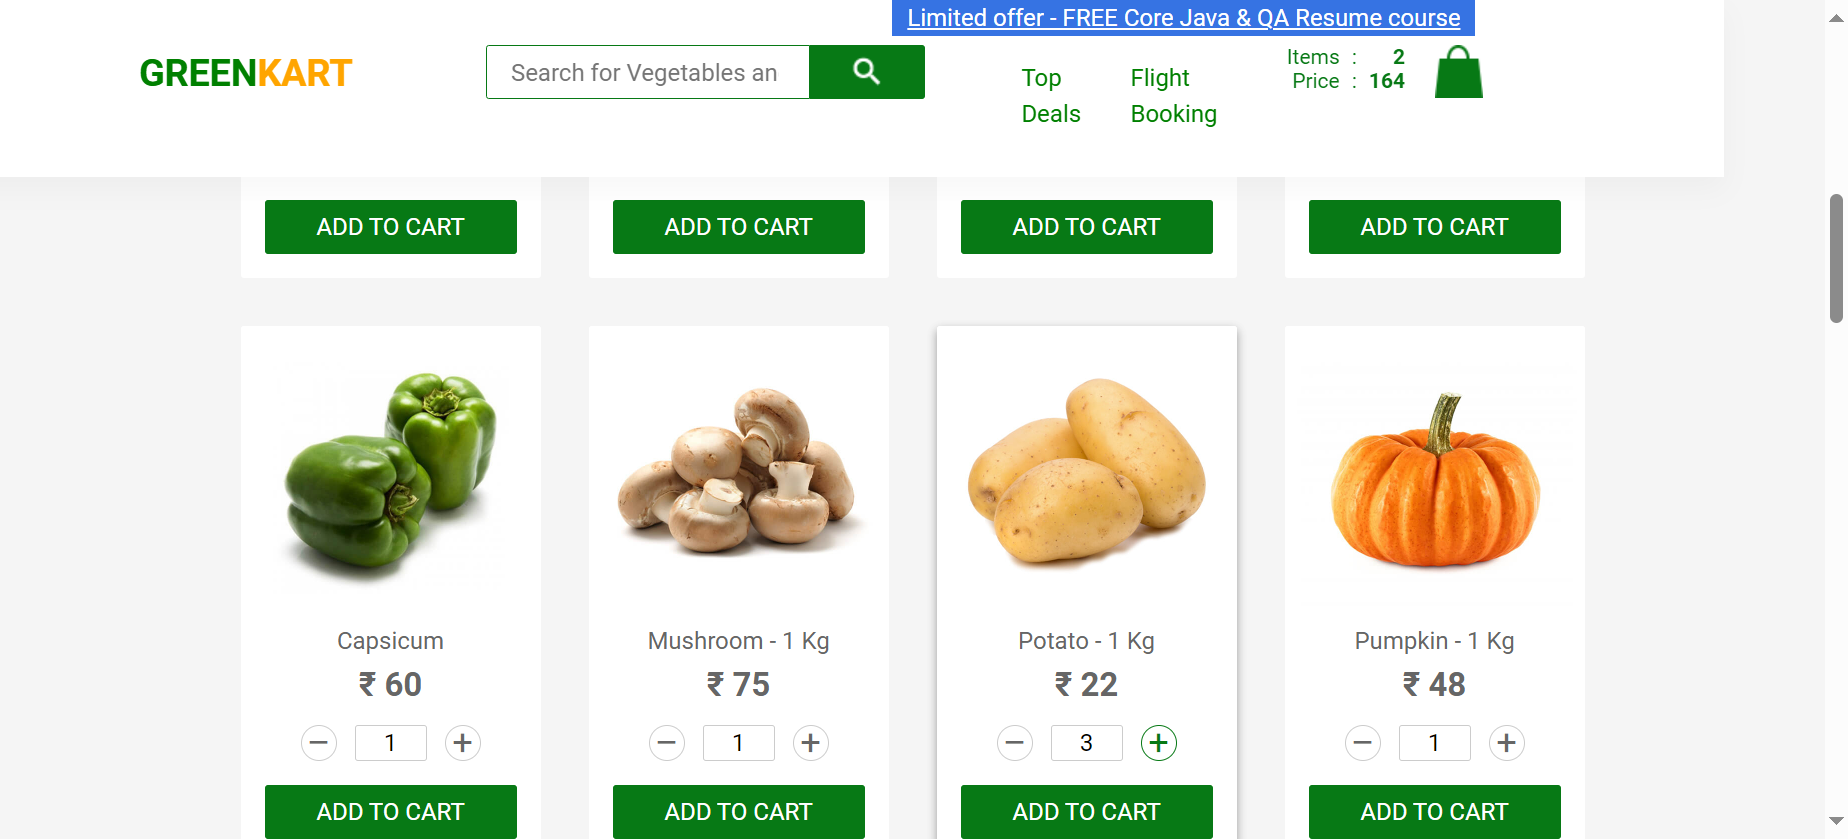 Limited offer - FREE Core Java & QA Resume course
GREENKART
Search for Vegetables an
Top Deals
Flight Booking
Items : 2
Price : 164
ADD TO CART
ADD TO CART
ADD TO CART
ADD TO CART
Capsicum
₹ 60
− 1 +
ADD TO CART
Mushroom - 1 Kg
₹ 75
− 1 +
ADD TO CART
Potato - 1 Kg
₹ 22
− 3 +
ADD TO CART
Pumpkin - 1 Kg
₹ 48
− 1 +
ADD TO CART